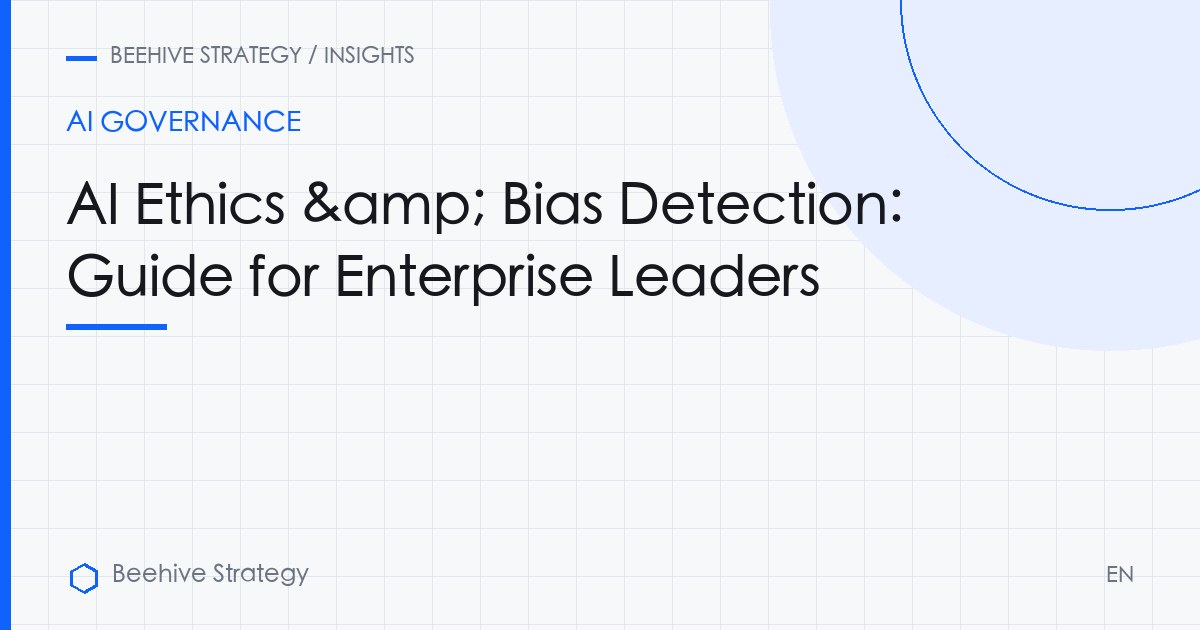 BEEHIVE STRATEGY / INSIGHTS
AI GOVERNANCE
AI Ethics &amp; Bias Detection:
Guide for Enterprise Leaders
Beehive Strategy
EN